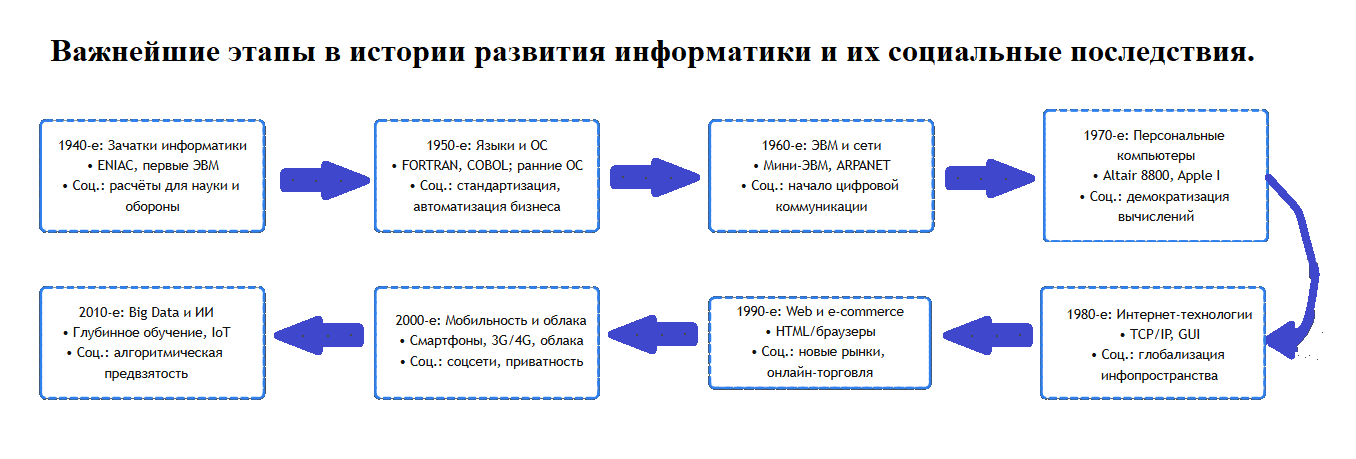 Важнейшие этапы в истории развития информатики и их социальные последствия.
1940-е: Зачатки информатики
• ENIAC, первые ЭВМ
• Соц.: расчёты для науки и
обороны
1950-е: Языки и ОС
• FORTRAN, COBOL; ранние ОС
• Соц.: стандартизация,
автоматизация бизнеса
1960-е: ЭВМ и сети
• Мини-ЭВМ, ARPANET
• Соц.: начало цифровой
коммуникации
1970-е: Персональные
компьютеры
• Altair 8800, Apple I
• Соц.: демократизация
вычислений
1980-е: Интернет-технологии
• TCP/IP, GUI
• Соц.: глобализация
инфопространства
1990-е: Web и e-commerce
• HTML/браузеры
• Соц.: новые рынки,
онлайн-торговля
2000-е: Мобильность и облака
• Смартфоны, 3G/4G, облака
• Соц.: соцсети, приватность
2010-е: Big Data и ИИ
• Глубинное обучение, IoT
• Соц.: алгоритмическая
предвзятость